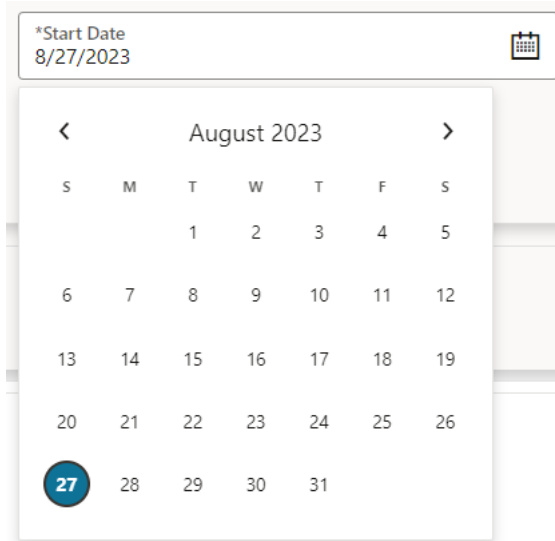 *Start Date
8/27/2023
August 2023
S M T W T F S
1 2 3 4 5
6 7 8 9 10 11 12
13 14 15 16 17 18 19
20 21 22 23 24 25 26
27 28 29 30 31